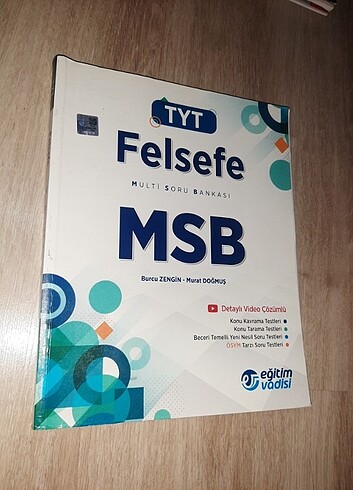 TYT
Felsefe
MULTİ SORU BANKASI
MSB
Burcu ZENGİN - Murat DOĞMUŞ
Detaylı Video Çözümlü
Konu Kavrama Testleri
Konu Tarama Testleri
Beceri Temelli Yeni Nesil Soru Testleri
ÖSYM Tarzı Soru Testleri
eğitim
vadisi